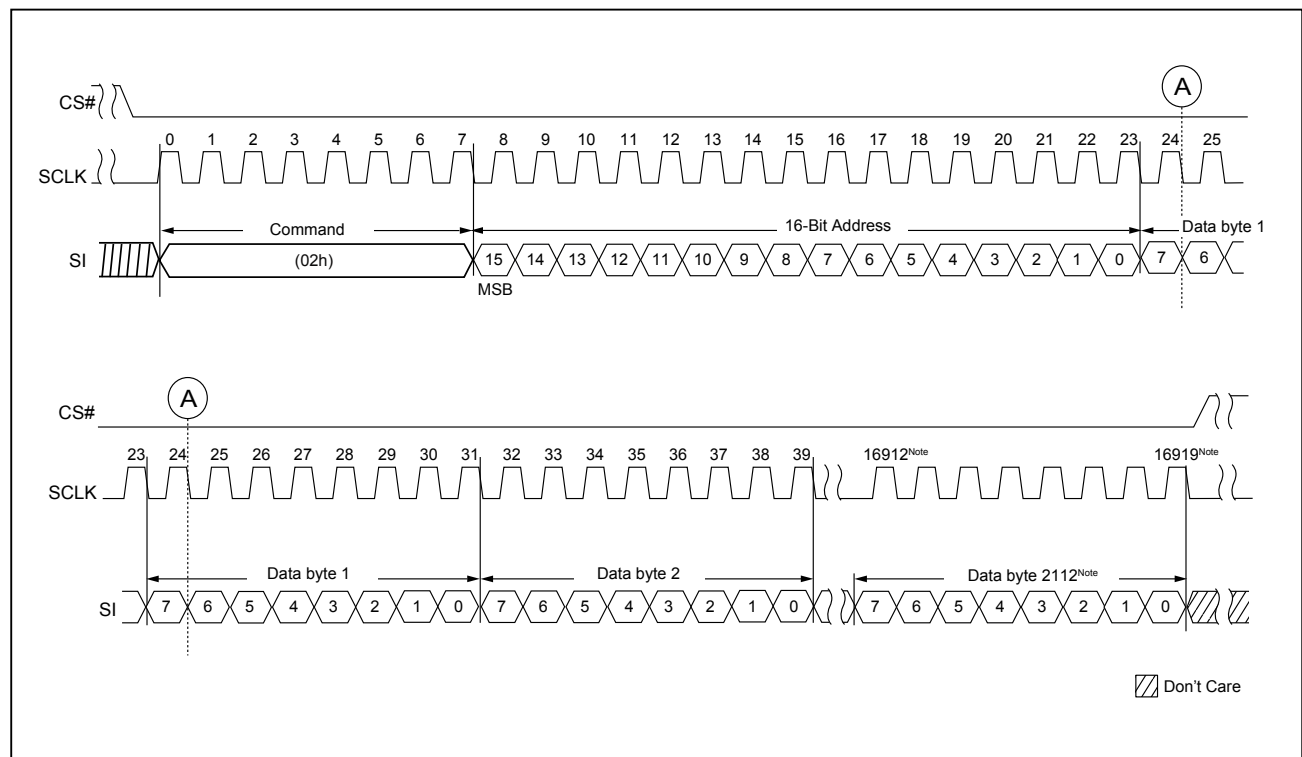 A
CS#
0 1 2 3 4 5 6 7 8 9 10 11 12 13 14 15 16 17 18 19 20 21 22 23 24 25
SCLK
Command 16-Bit Address Data byte 1
SI (02h) 15 14 13 12 11 10 9 8 7 6 5 4 3 2 1 0 7 6
MSB
A
CS#
23 24 25 26 27 28 29 30 31 32 33 34 35 36 37 38 39 16912Note 16919Note
SCLK
Data byte 1 Data byte 2 Data byte 2112Note
SI 7 6 5 4 3 2 1 0 7 6 5 4 3 2 1 0 7 6 5 4 3 2 1 0
Don't Care